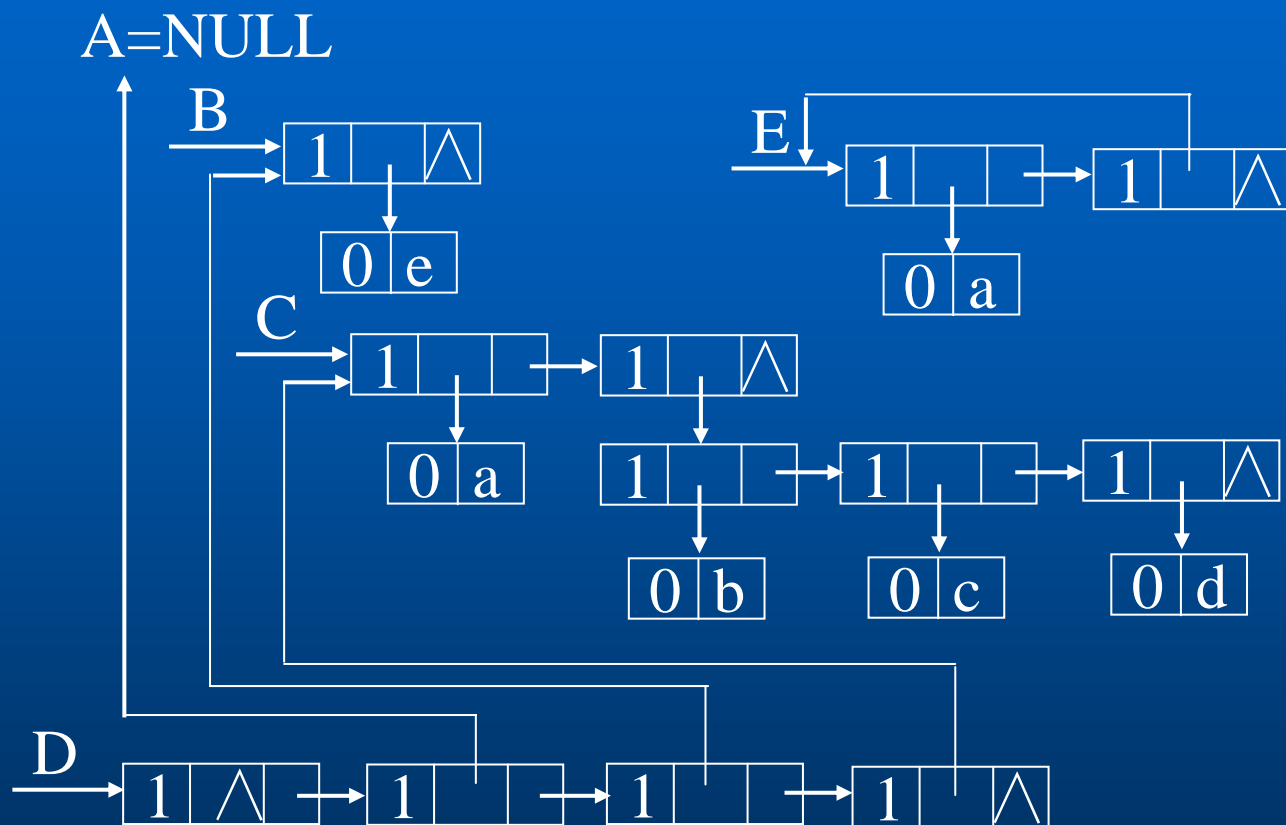 A=NULL
B
1 ∧
0 e
E
1 1 ∧
0 a
C
1 1 ∧
0 a
1 1 1 ∧
0 b 0 c 0 d
D
1 ∧ 1 1 1 ∧